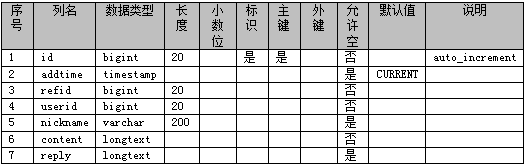 序号 列名 数据类型 长度 小数位 标识 主键 外键 允许空 默认值 说明
1 id bigint 20 是 是 否 auto_increment
2 addtime timestamp 是 CURRENT
3 refid bigint 20 否
4 userid bigint 20 否
5 nickname varchar 200 是
6 content longtext 否
7 reply longtext 是